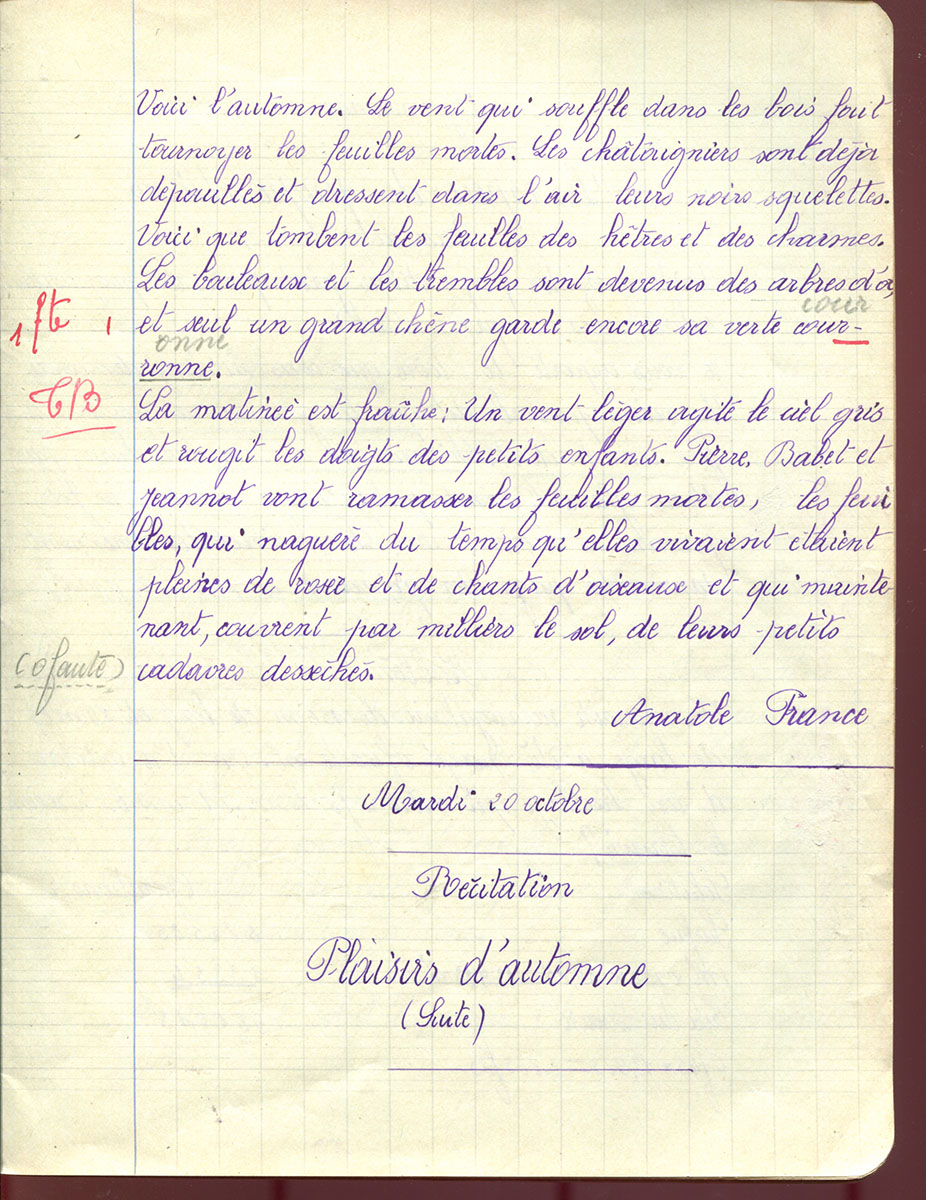 Voici l'automne. Le vent qui souffle dans les bois fait
tournoyer les feuilles mortes. Les châtaigniers sont déjà
dépouillés et dressent dans l'air leurs noirs squelettes.
Voici que tombent les feuilles des hêtres et des charmes.
Les bouleaux et les trembles sont devenus des arbres d'or,
cour
1 fte 1
et seul un grand chêne garde encore sa verte cour-
onne
ronne.
TB
La matinée est fraîche; Un vent léger agite le ciel gris
et rougit les doigts des petits enfants. Pierre, Babet et
Jeannot vont ramasser les feuilles mortes, les feui
lles, qui naguère du temps qu'elles vivaient étaient
pleines de rosée et de chants d'oiseaux et qui mainte-
nant, couvrent par milliers le sol, de leurs petits
(0 faute)
cadavres desséchés.
Anatole France
Mardi 20 octobre
Récitation
Plaisirs d'automne
(Suite)